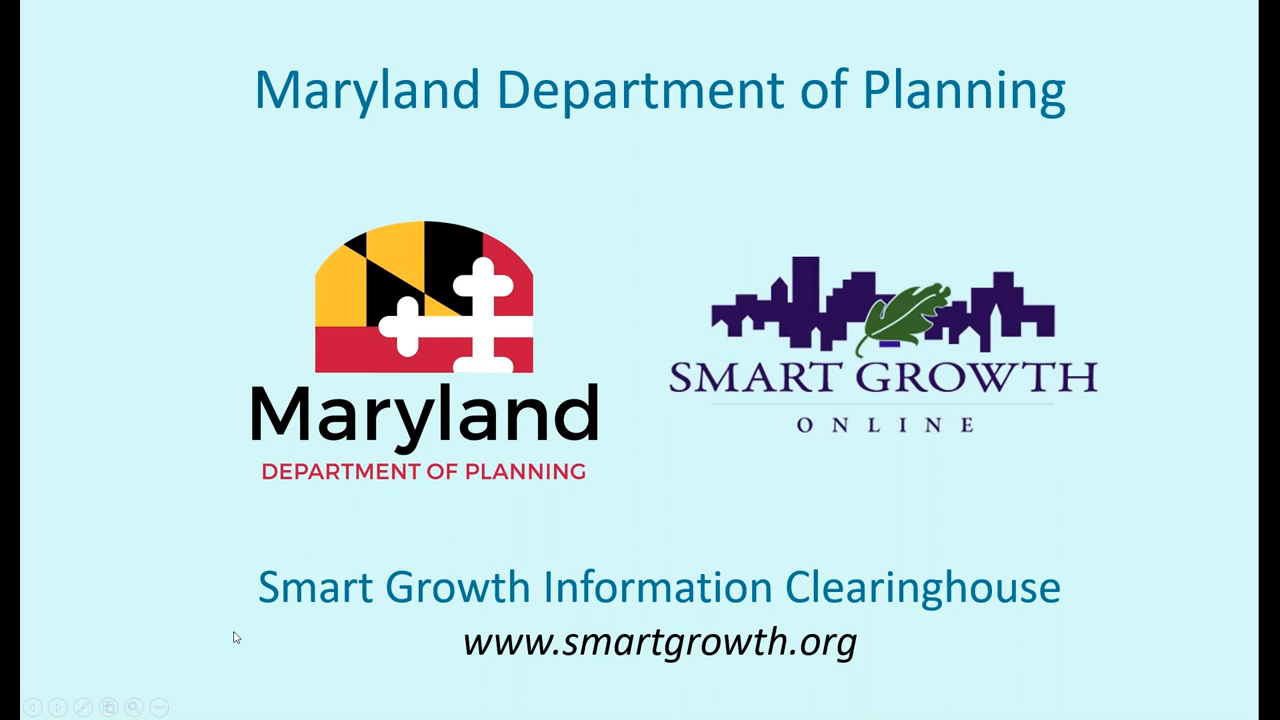 Maryland Department of Planning
Maryland
DEPARTMENT OF PLANNING
SMART GROWTH
ONLINE
Smart Growth Information Clearinghouse
www.smartgrowth.org